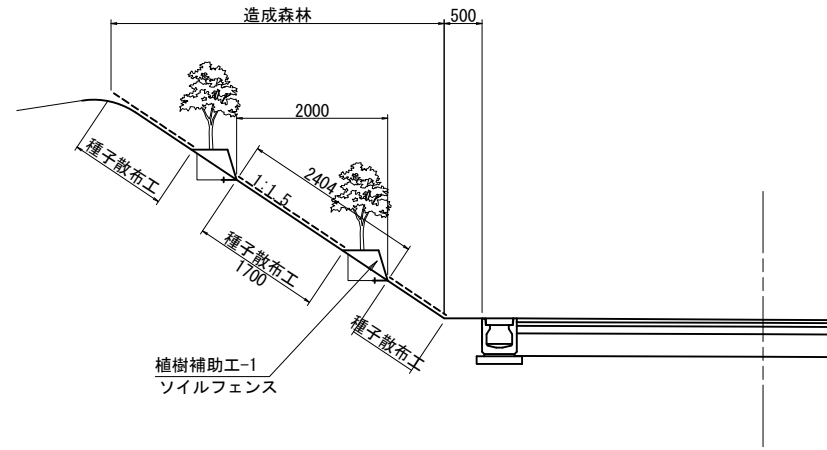 造成森林
500
2000
種子散布工
1:1.5
2404
種子散布工
1700
種子散布工
植樹補助工-1
ソイルフェンス